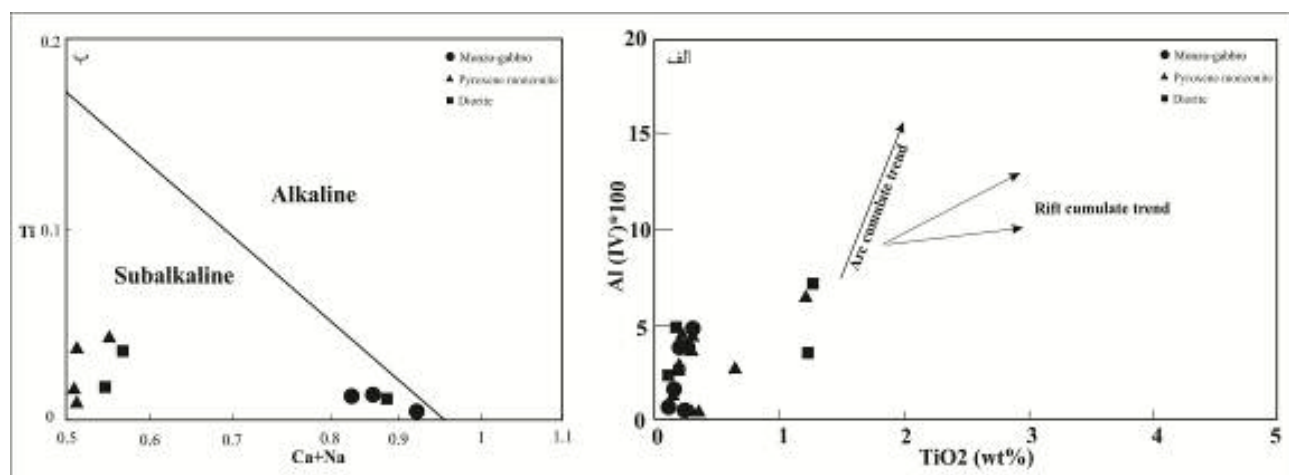 0.2
ب
Monzo-gabbro
Pyroxene monzonite
Diorite
Alkaline
Ti
0.1
Subalkaline
0
0.5
0.6
0.7
0.8
0.9
1
1.1
Ca+Na
20
الف
Monzo-gabbro
Pyroxene monzonite
Diorite
15
Arc cumulate trend
Rift cumulate trend
Al (IV)*100
10
5
0
0
1
2
3
4
5
TiO2 (wt%)